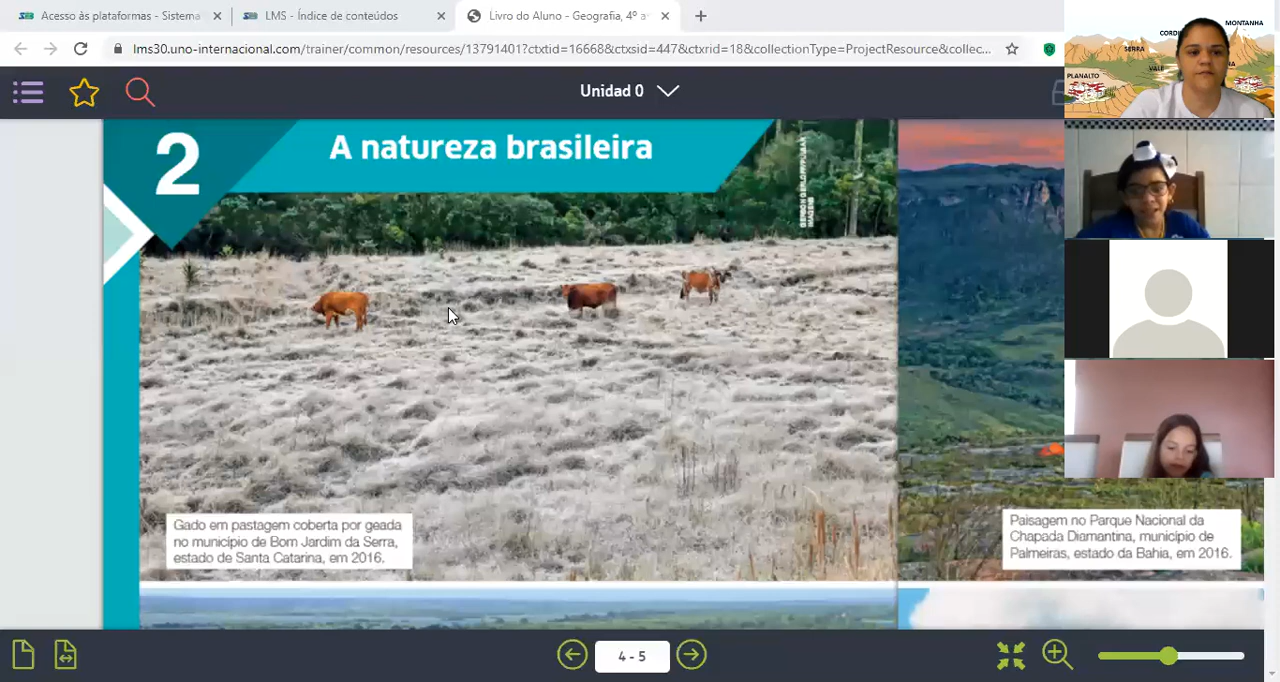 Acesso às plataformas - Sistema
LMS - Índice de conteúdos
Livro do Aluno - Geografia, 4º a
lms30.uno-internacional.com/trainer/common/resources/13791401?ctxtid=16668&ctxsid=447&ctxrid=18&collectionType=ProjectResource&collec...
Unidad 0
MONTANHA
SERRA
VALE
PLANALTO
2
A natureza brasileira
Gado em pastagem coberta por geada
no município de Bom Jardim da Serra,
estado de Santa Catarina, em 2016.
Paisagem no Parque Nacional da
Chapada Diamantina, município de
Palmeiras, estado da Bahia, em 2016.
4 - 5